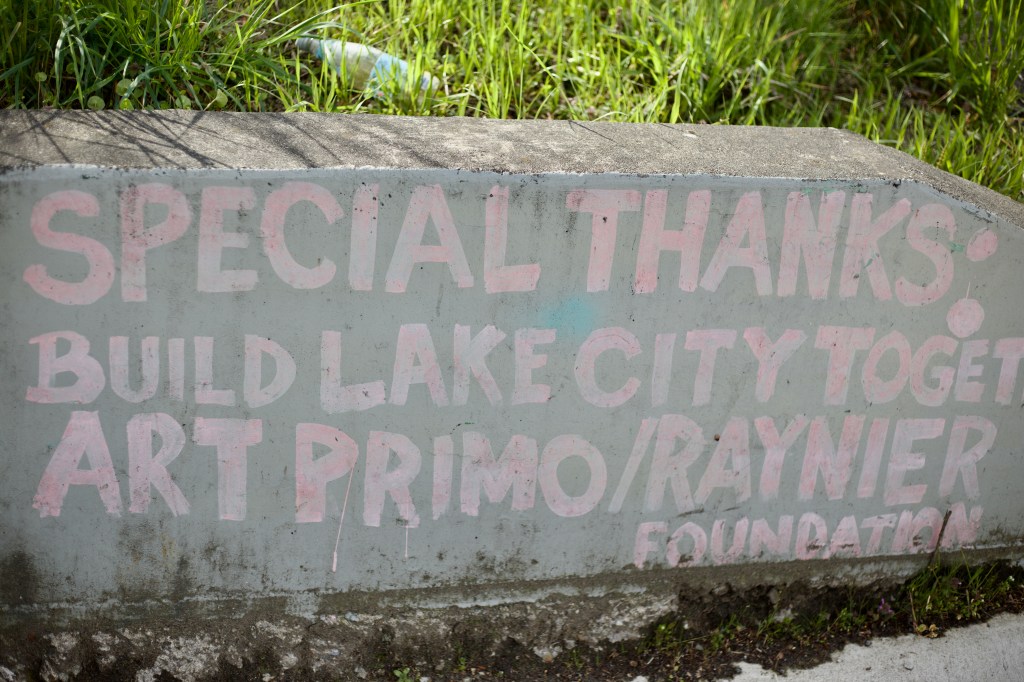 SPECIAL THANKS:
BUILD LAKE CITY TOGET
ART PRIMO/RAYNIER
FOUNDATION